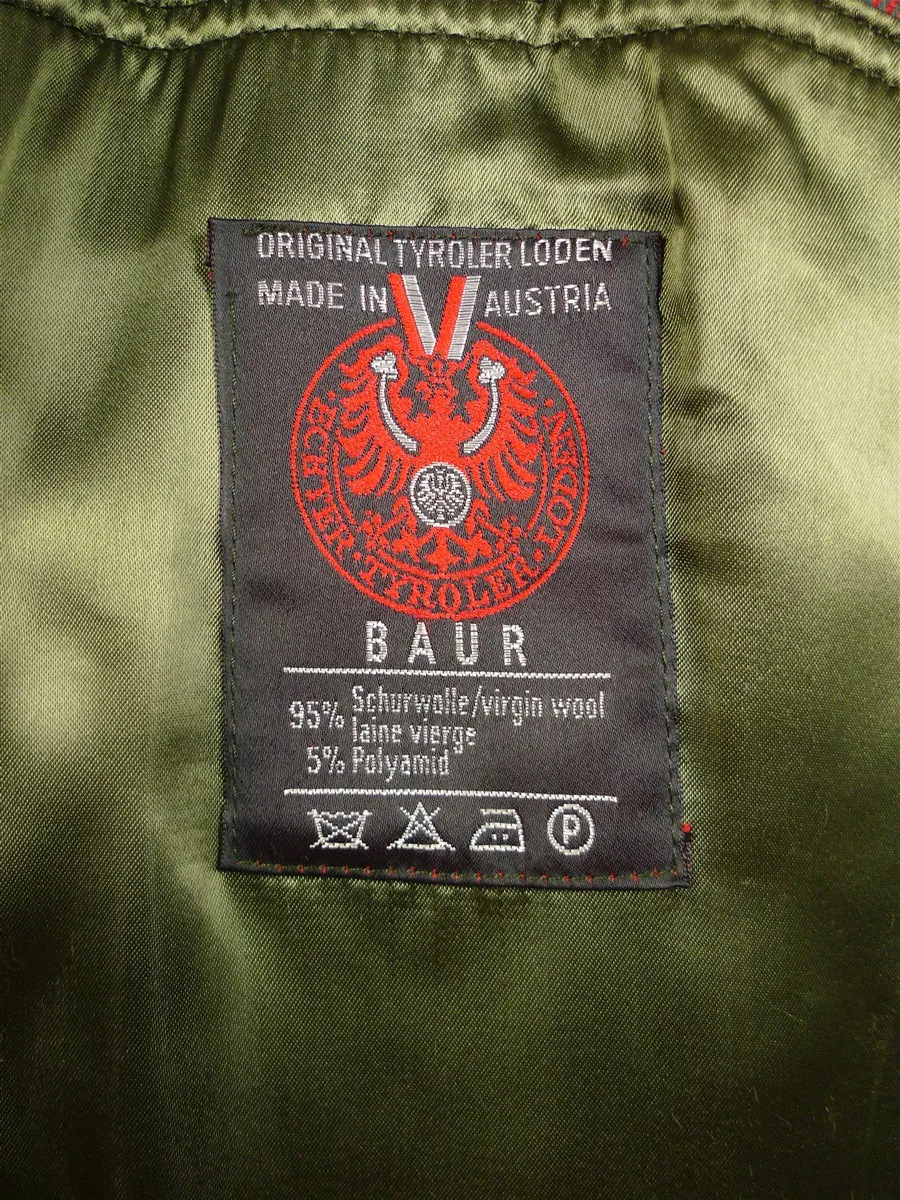 ORIGINAL TYROLER LODEN
MADE IN AUSTRIA
ECHTER · TYROLER · LODEN
BAUR
95% Schurwolle/virgin wool
laine vierge
5% Polyamid
P